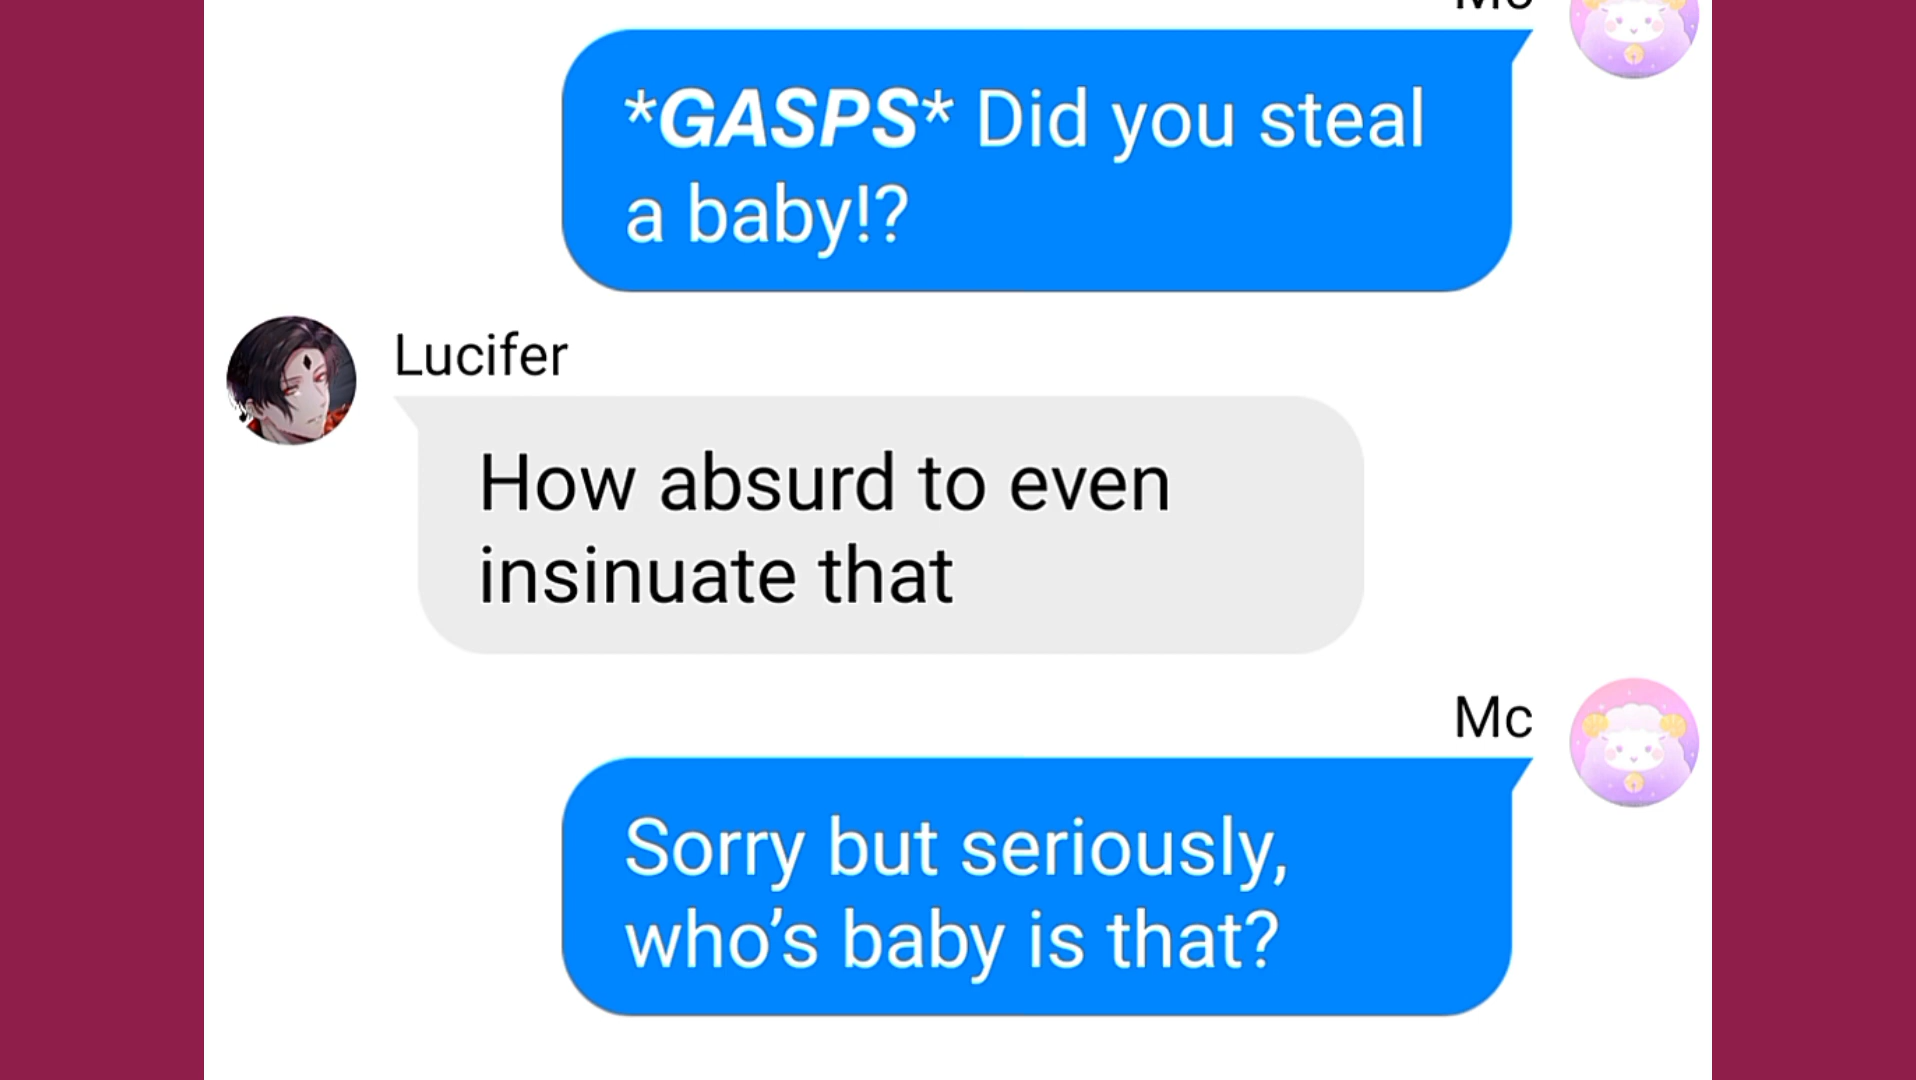 Mc
*GASPS* Did you steal
a baby!?
Lucifer
How absurd to even
insinuate that
Mc
Sorry but seriously,
who’s baby is that?